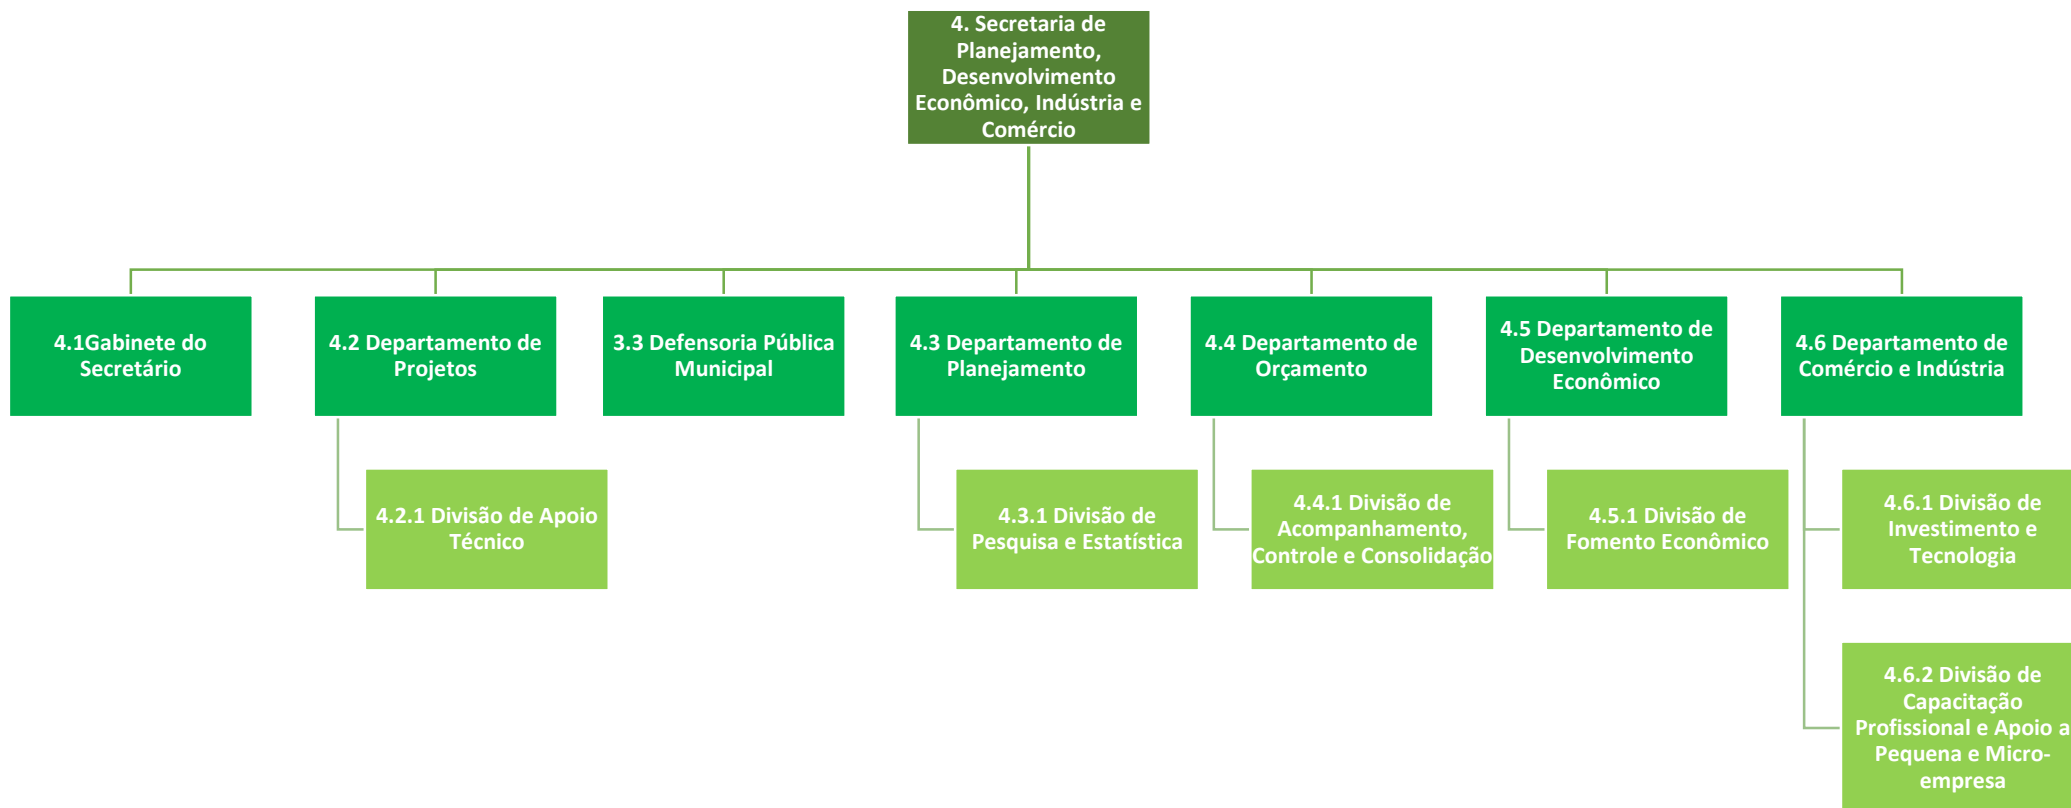 4. Secretaria de
Planejamento,
Desenvolvimento
Econômico, Indústria e
Comércio
4.1Gabinete do
Secretário
4.2 Departamento de
Projetos
3.3 Defensoria Pública
Municipal
4.3 Departamento de
Planejamento
4.4 Departamento de
Orçamento
4.5 Departamento de
Desenvolvimento
Econômico
4.6 Departamento de
Comércio e Indústria
4.2.1 Divisão de Apoio
Técnico
4.3.1 Divisão de
Pesquisa e Estatística
4.4.1 Divisão de
Acompanhamento,
Controle e Consolidação
4.5.1 Divisão de
Fomento Econômico
4.6.1 Divisão de
Investimento e
Tecnologia
4.6.2 Divisão de
Capacitação
Profissional e Apoio a
Pequena e Micro-
empresa